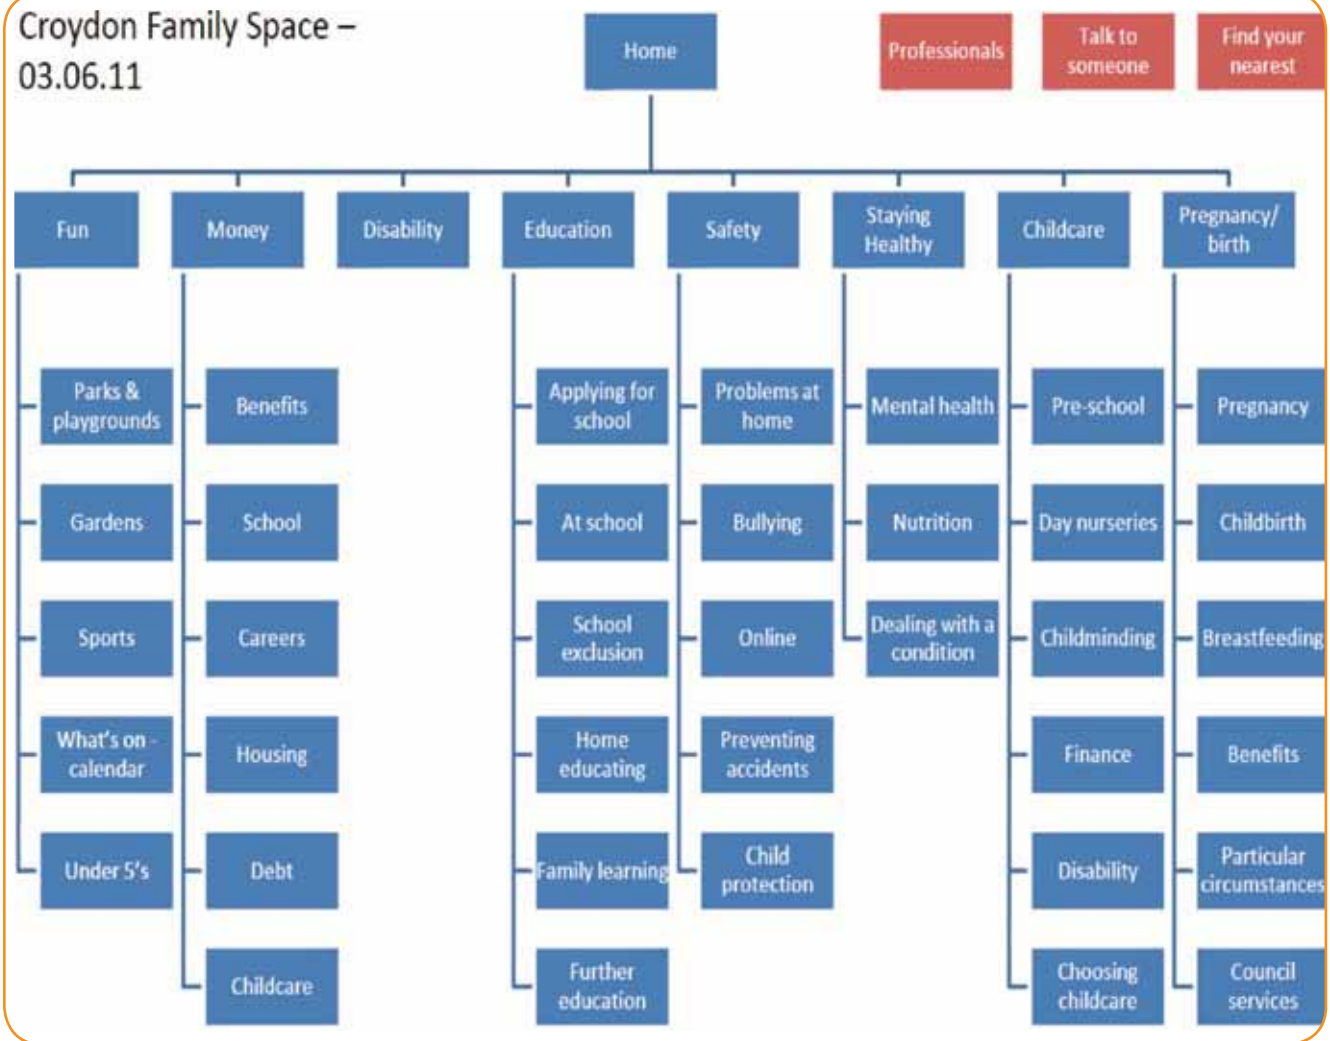 Croydon Family Space –
03.06.11
Home
Professionals
Talk to
someone
Find your
nearest
Fun
Money
Disability
Education
Safety
Staying
Healthy
Childcare
Pregnancy/
birth
Parks &
playgrounds
Gardens
Sports
What's on -
calendar
Under 5's
Benefits
School
Careers
Housing
Debt
Childcare
Applying for
school
At school
School
exclusion
Home
educating
Family learning
Further
education
Problems at
home
Bullying
Online
Preventing
accidents
Child
protection
Mental health
Nutrition
Dealing with a
condition
Pre-school
Day nurseries
Childminding
Finance
Disability
Choosing
childcare
Pregnancy
Childbirth
Breastfeeding
Benefits
Particular
circumstances
Council
services